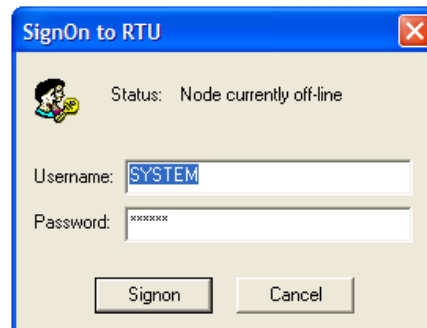 SignOn to RTU
Status: Node currently off-line
Username: SYSTEM
Password: ******
Signon Cancel